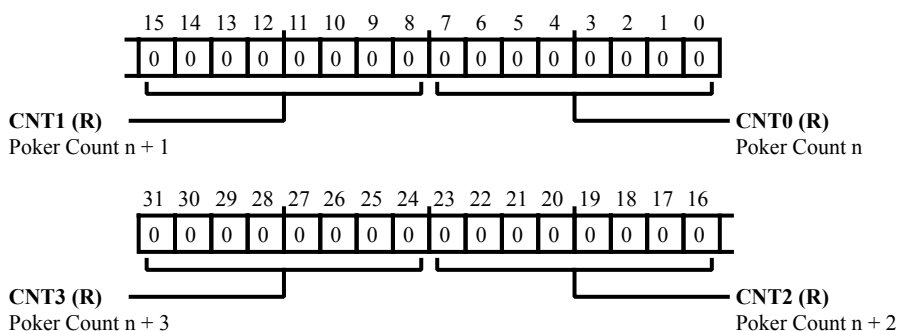 15 14 13 12 11 10 9 8 7 6 5 4 3 2 1 0
0 0 0 0 0 0 0 0 0 0 0 0 0 0 0 0
CNT1 (R)
Poker Count n + 1
CNT0 (R)
Poker Count n
31 30 29 28 27 26 25 24 23 22 21 20 19 18 17 16
0 0 0 0 0 0 0 0 0 0 0 0 0 0 0 0
CNT3 (R)
Poker Count n + 3
CNT2 (R)
Poker Count n + 2